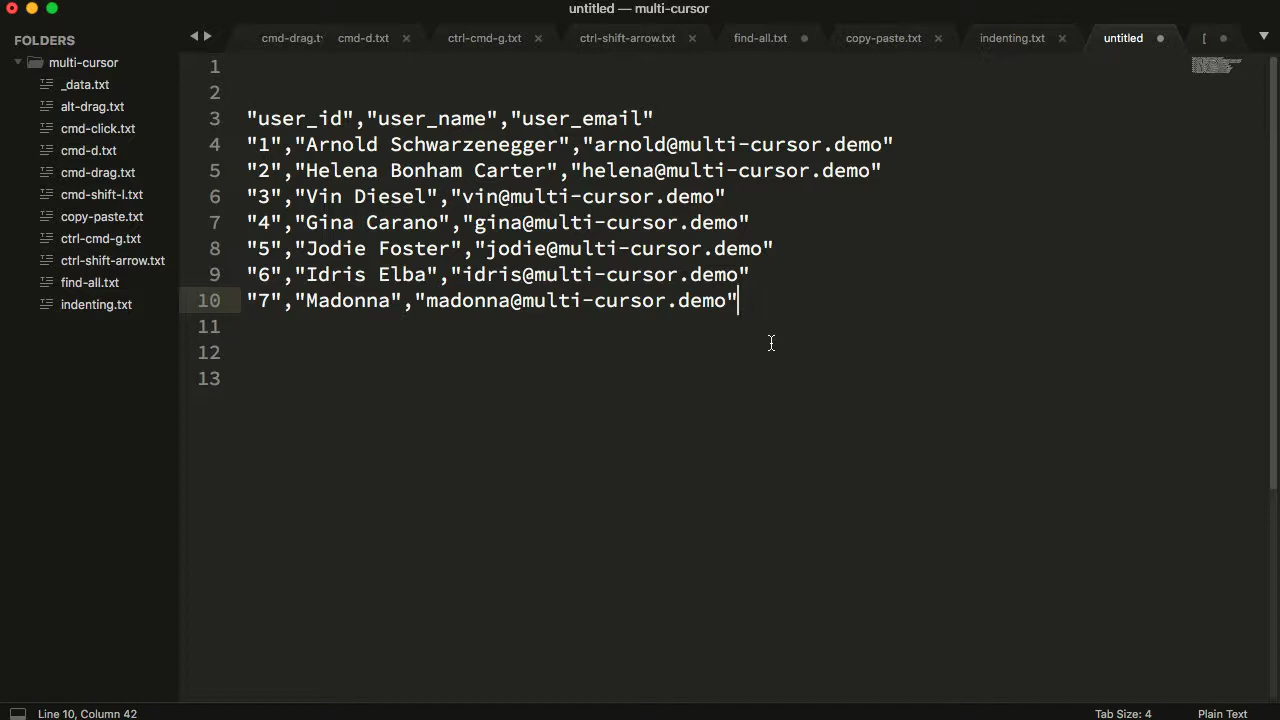 untitled — multi-cursor
FOLDERS
multi-cursor
_data.txt
alt-drag.txt
cmd-click.txt
cmd-d.txt
cmd-drag.txt
cmd-shift-l.txt
copy-paste.txt
ctrl-cmd-g.txt
ctrl-shift-arrow.txt
find-all.txt
indenting.txt
cmd-drag.t cmd-d.txt ctrl-cmd-g.txt ctrl-shift-arrow.txt find-all.txt copy-paste.txt indenting.txt untitled [
1
2
3 "user_id","user_name","user_email"
4 "1","Arnold Schwarzenegger","arnold@multi-cursor.demo"
5 "2","Helena Bonham Carter","helena@multi-cursor.demo"
6 "3","Vin Diesel","vin@multi-cursor.demo"
7 "4","Gina Carano","gina@multi-cursor.demo"
8 "5","Jodie Foster","jodie@multi-cursor.demo"
9 "6","Idris Elba","idris@multi-cursor.demo"
10 "7","Madonna","madonna@multi-cursor.demo"
11
12
13
Line 10, Column 42 Tab Size: 4 Plain Text